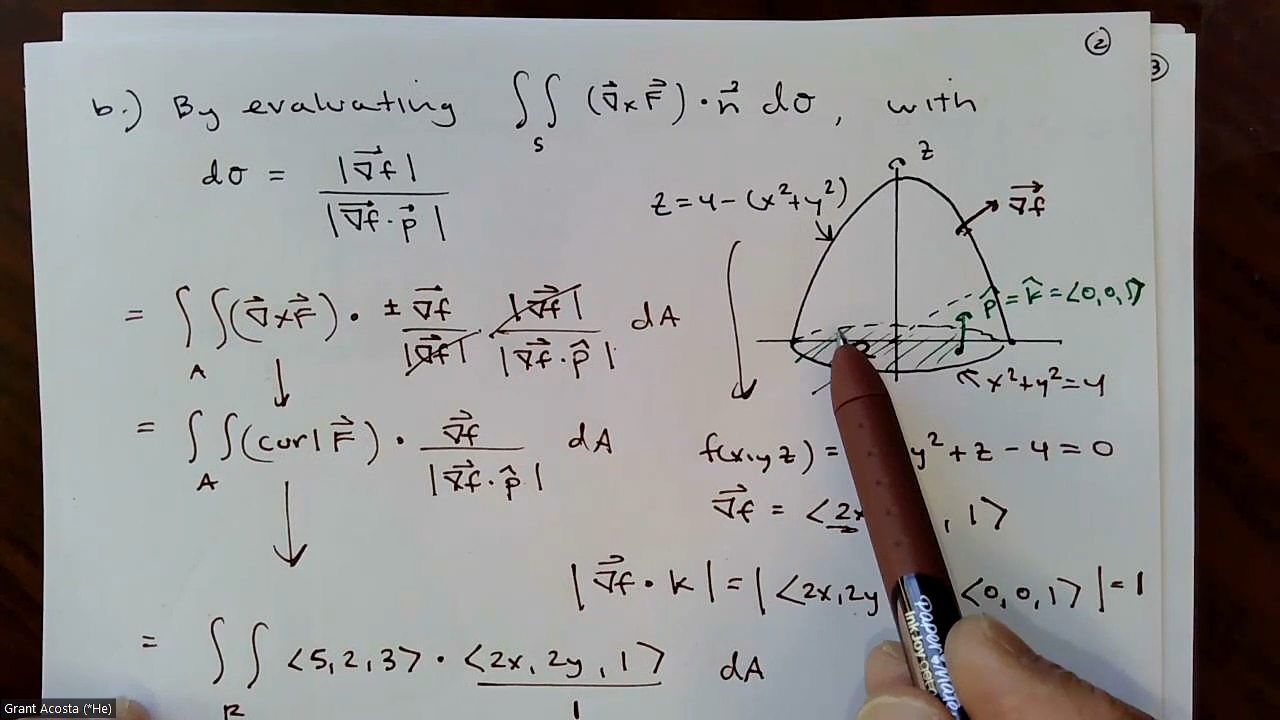 ②
3
b.) By evaluating ∫∫ (∇⃗×F⃗)·n⃗ dσ, with
S
dσ = |∇⃗f| / |∇⃗f·p⃗|
z
z=4-(x²+y²)
∇⃗f
p̂ = k̂ = <0,0,1>
x²+y²=4
= ∫∫(∇⃗×F⃗)· ±∇⃗f/|∇⃗f| · |∇⃗f|/|∇⃗f·p̂| dA
A
= ∫∫(curl F⃗)· ∇⃗f/|∇⃗f·p̂| dA
A
f(x,y,z) = y²+z-4=0
∇⃗f = <2x , 1>
|∇⃗f·k| = |<2x,2y <0,0,1>|=1
= ∫∫ <5,2,3>·<2x,2y,1>/1 dA
R
Grant Acosta (*He)
paper mate